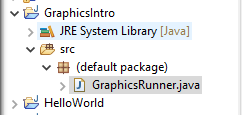 GraphicsIntro
JRE System Library [Java]
src
(default package)
GraphicsRunner.java
HelloWorld